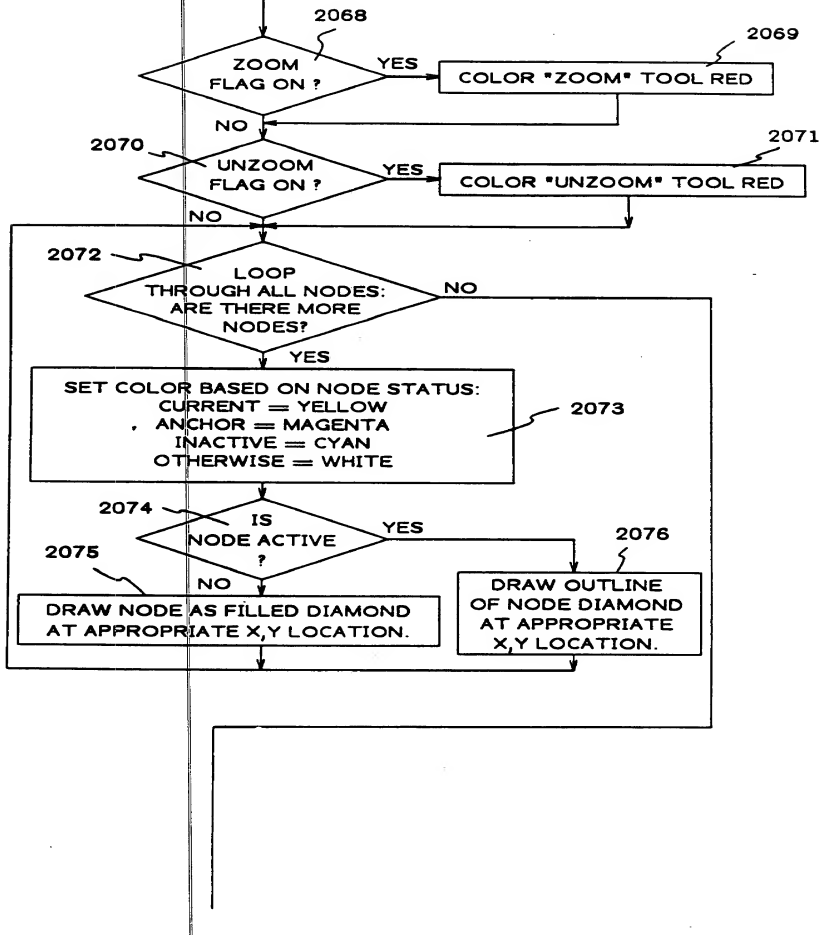 2068
ZOOM
FLAG ON ?
YES
2069
COLOR "ZOOM" TOOL RED
NO
2070
UNZOOM
FLAG ON ?
YES
2071
COLOR "UNZOOM" TOOL RED
NO
2072
LOOP
THROUGH ALL NODES:
ARE THERE MORE
NODES?
NO
YES
SET COLOR BASED ON NODE STATUS:
CURRENT = YELLOW
ANCHOR = MAGENTA
INACTIVE = CYAN
OTHERWISE = WHITE
2073
2074
IS
NODE ACTIVE
?
YES
2076
2075
NO
DRAW NODE AS FILLED DIAMOND
AT APPROPRIATE X,Y LOCATION.
DRAW OUTLINE
OF NODE DIAMOND
AT APPROPRIATE
X,Y LOCATION.